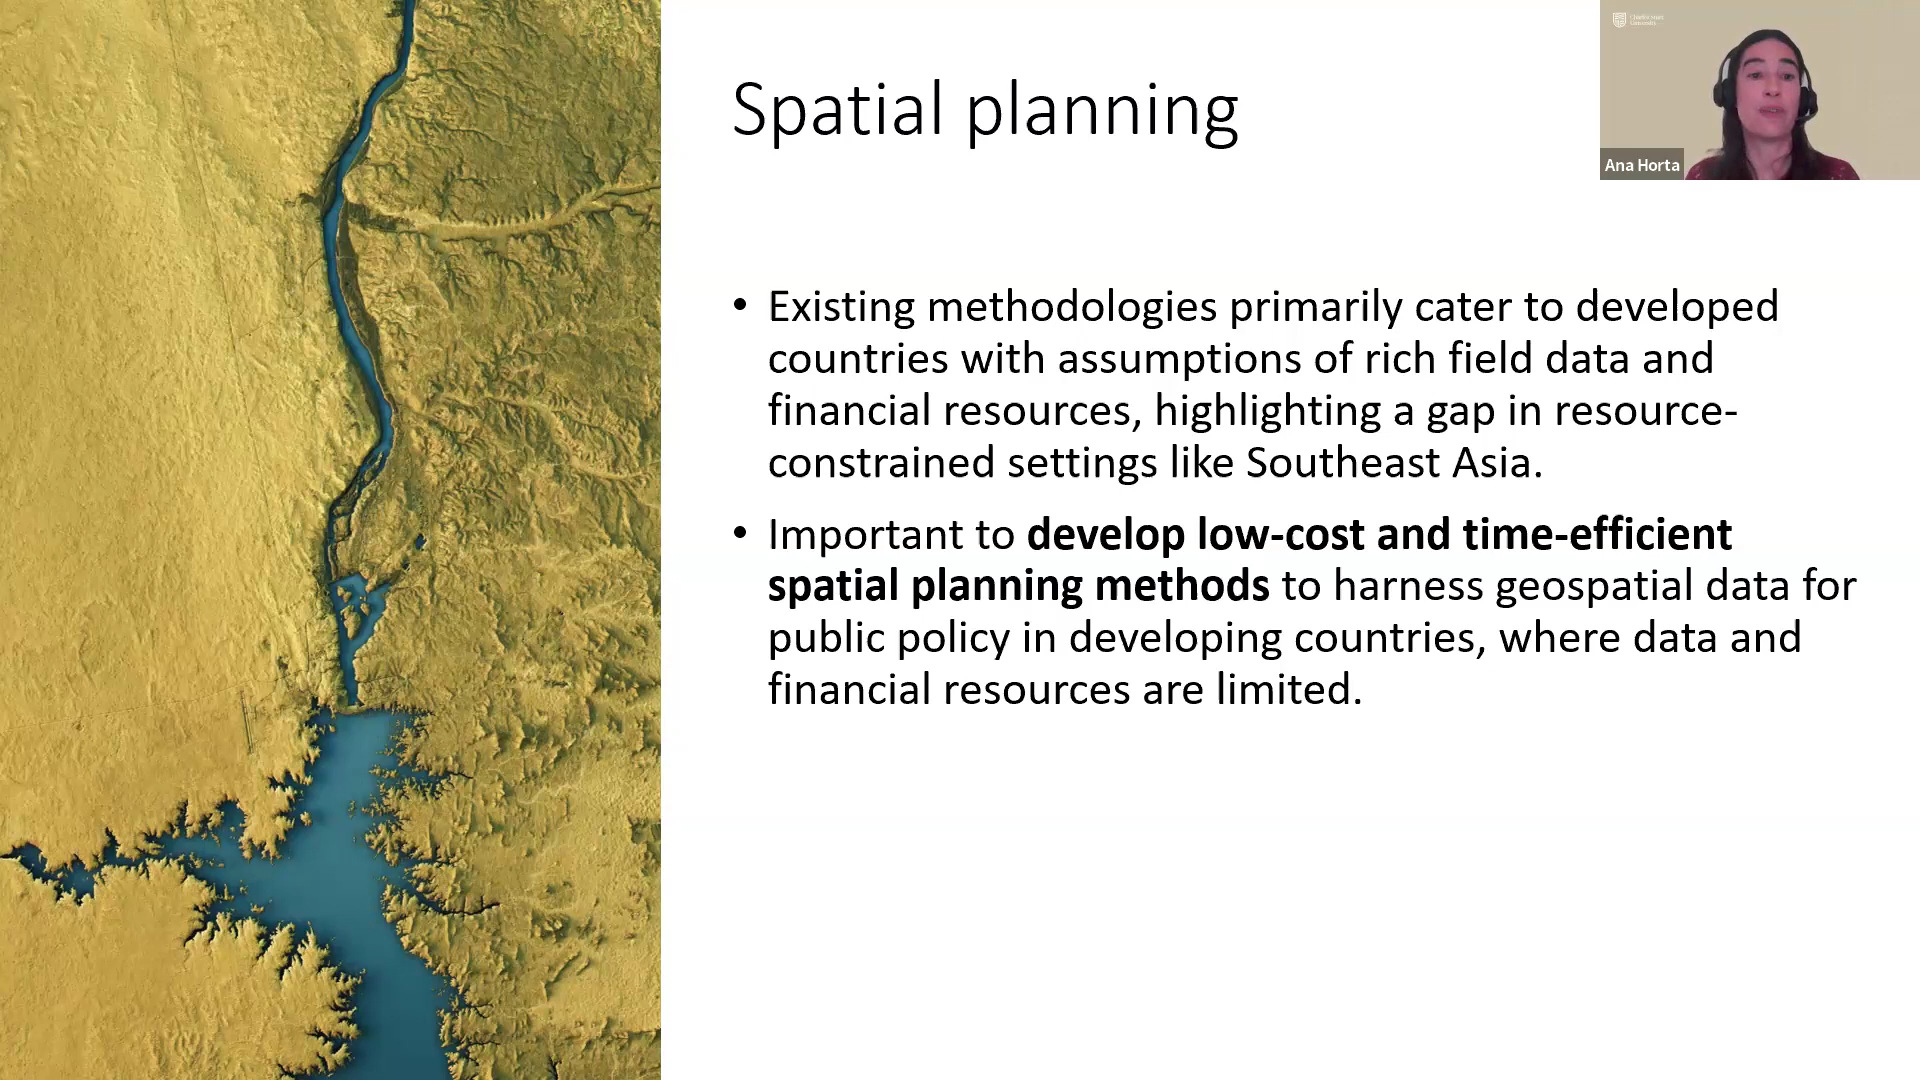 Spatial planning
Charles Sturt
University
Ana Horta
• Existing methodologies primarily cater to developed
countries with assumptions of rich field data and
financial resources, highlighting a gap in resource-
constrained settings like Southeast Asia.
• Important to develop low-cost and time-efficient
spatial planning methods to harness geospatial data for
public policy in developing countries, where data and
financial resources are limited.